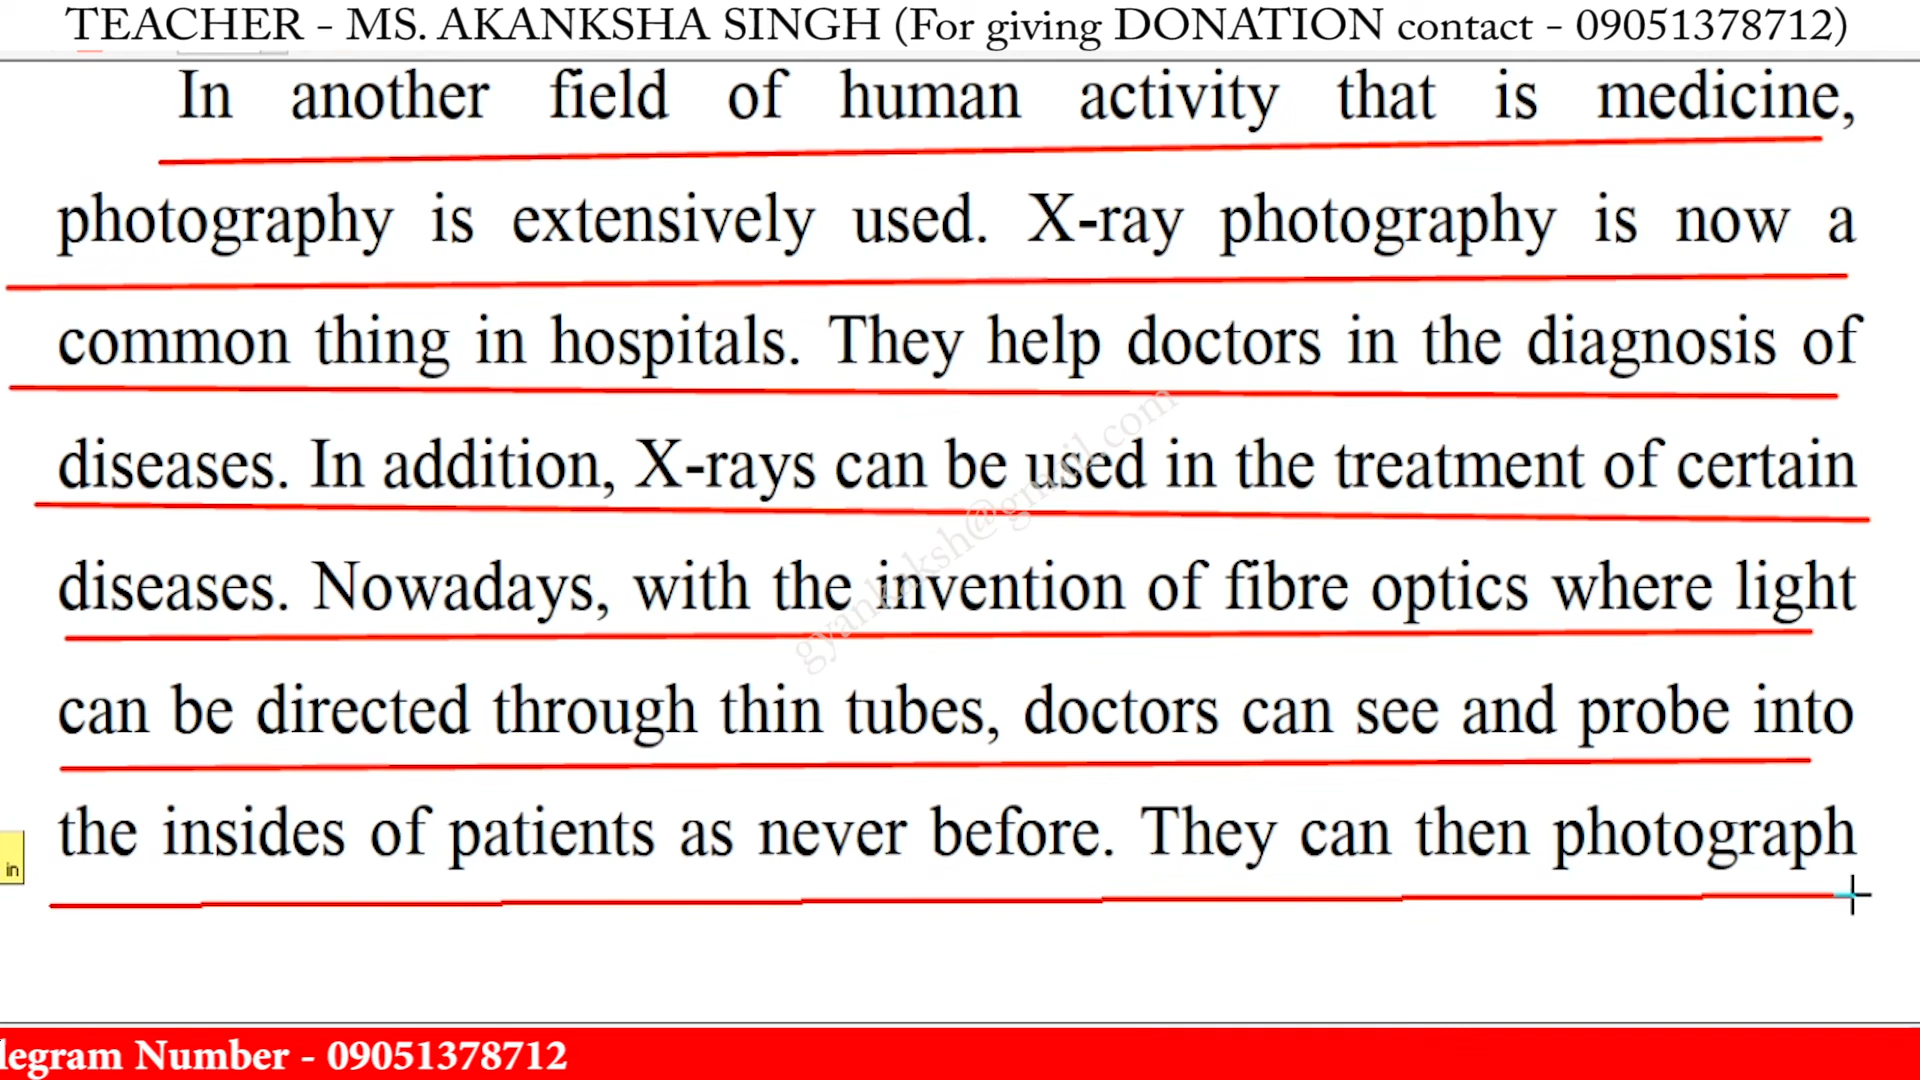 TEACHER - MS. AKANKSHA SINGH (For giving DONATION contact - 09051378712)
In another field of human activity that is medicine,
photography is extensively used. X-ray photography is now a
common thing in hospitals. They help doctors in the diagnosis of
diseases. In addition, X-rays can be used in the treatment of certain
diseases. Nowadays, with the invention of fibre optics where light
can be directed through thin tubes, doctors can see and probe into
the insides of patients as never before. They can then photograph
in
legram Number - 09051378712